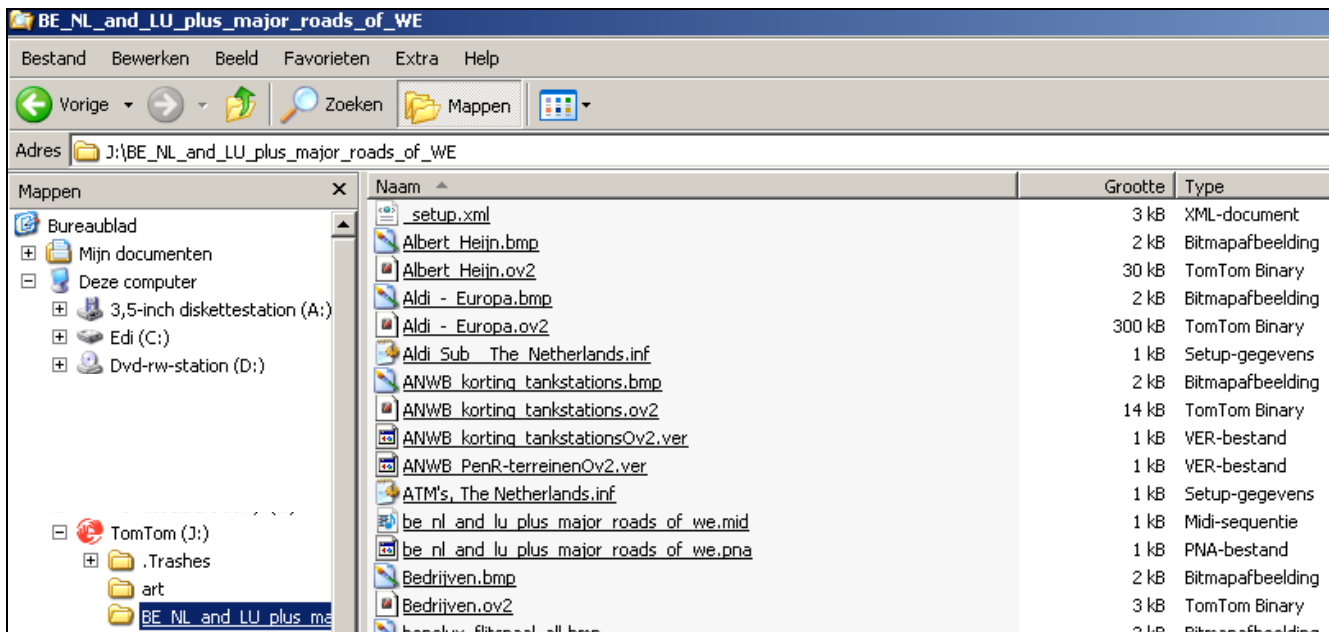 BE_NL_and_LU_plus_major_roads_of_WE
Bestand Bewerken Beeld Favorieten Extra Help
Vorige Zoeken Mappen
Adres J:\BE_NL_and_LU_plus_major_roads_of_WE
Mappen x
Bureaublad
Mijn documenten
Deze computer
3,5-inch diskettestation (A:)
Edi (C:)
Dvd-rw-station (D:)
TomTom (J:)
.Trashes
art
BE_NL_and_LU_plus_ma
Naam Grootte Type
_setup.xml 3 kB XML-document
Albert_Heijn.bmp 2 kB Bitmapafbeelding
Albert_Heijn.ov2 30 kB TomTom Binary
Aldi - Europa.bmp 2 kB Bitmapafbeelding
Aldi - Europa.ov2 300 kB TomTom Binary
Aldi_Sub__The_Netherlands.inf 1 kB Setup-gegevens
ANWB_korting_tankstations.bmp 2 kB Bitmapafbeelding
ANWB_korting_tankstations.ov2 14 kB TomTom Binary
ANWB_korting_tankstationsOv2.ver 1 kB VER-bestand
ANWB_PenR-terreinenOv2.ver 1 kB VER-bestand
ATM's, The Netherlands.inf 1 kB Setup-gegevens
be_nl_and_lu_plus_major_roads_of_we.mid 1 kB Midi-sequentie
be_nl_and_lu_plus_major_roads_of_we.pna 1 kB PNA-bestand
Bedrijven.bmp 2 kB Bitmapafbeelding
Bedrijven.ov2 3 kB TomTom Binary